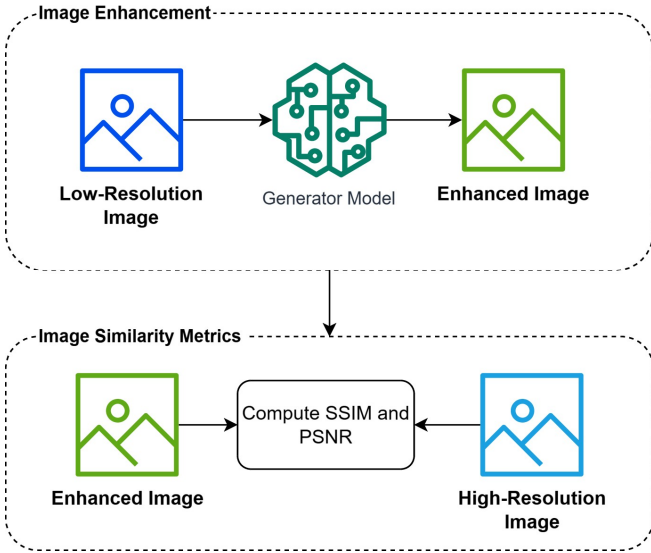 Image Enhancement
Low-Resolution
Image
Generator Model
Enhanced Image
Image Similarity Metrics
Compute SSIM and
PSNR
Enhanced Image
High-Resolution
Image